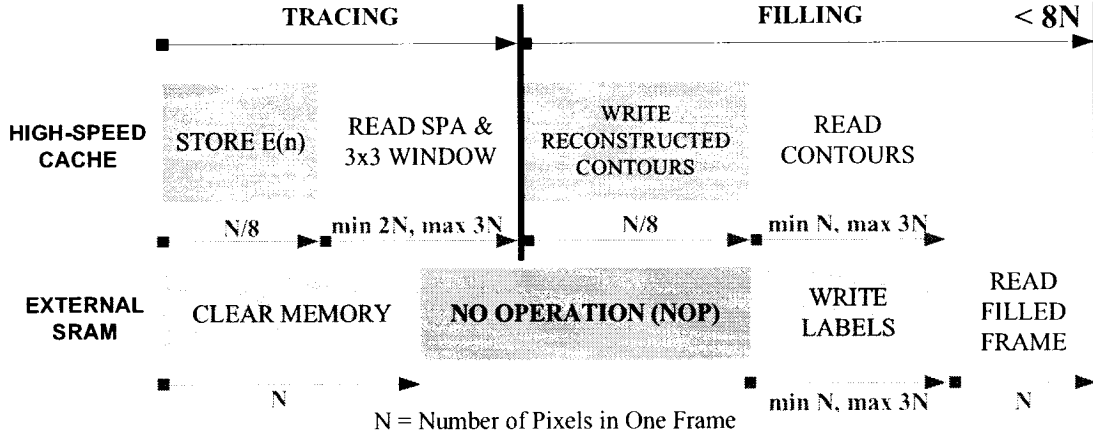 TRACING FILLING < 8N
HIGH-SPEED
CACHE
STORE E(n)
READ SPA &
3x3 WINDOW
WRITE
RECONSTRUCTED
CONTOURS
READ
CONTOURS
N/8 min 2N, max 3N N/8 min N, max 3N
EXTERNAL
SRAM
CLEAR MEMORY
NO OPERATION (NOP)
WRITE
LABELS
READ
FILLED
FRAME
N min N, max 3N N
N = Number of Pixels in One Frame